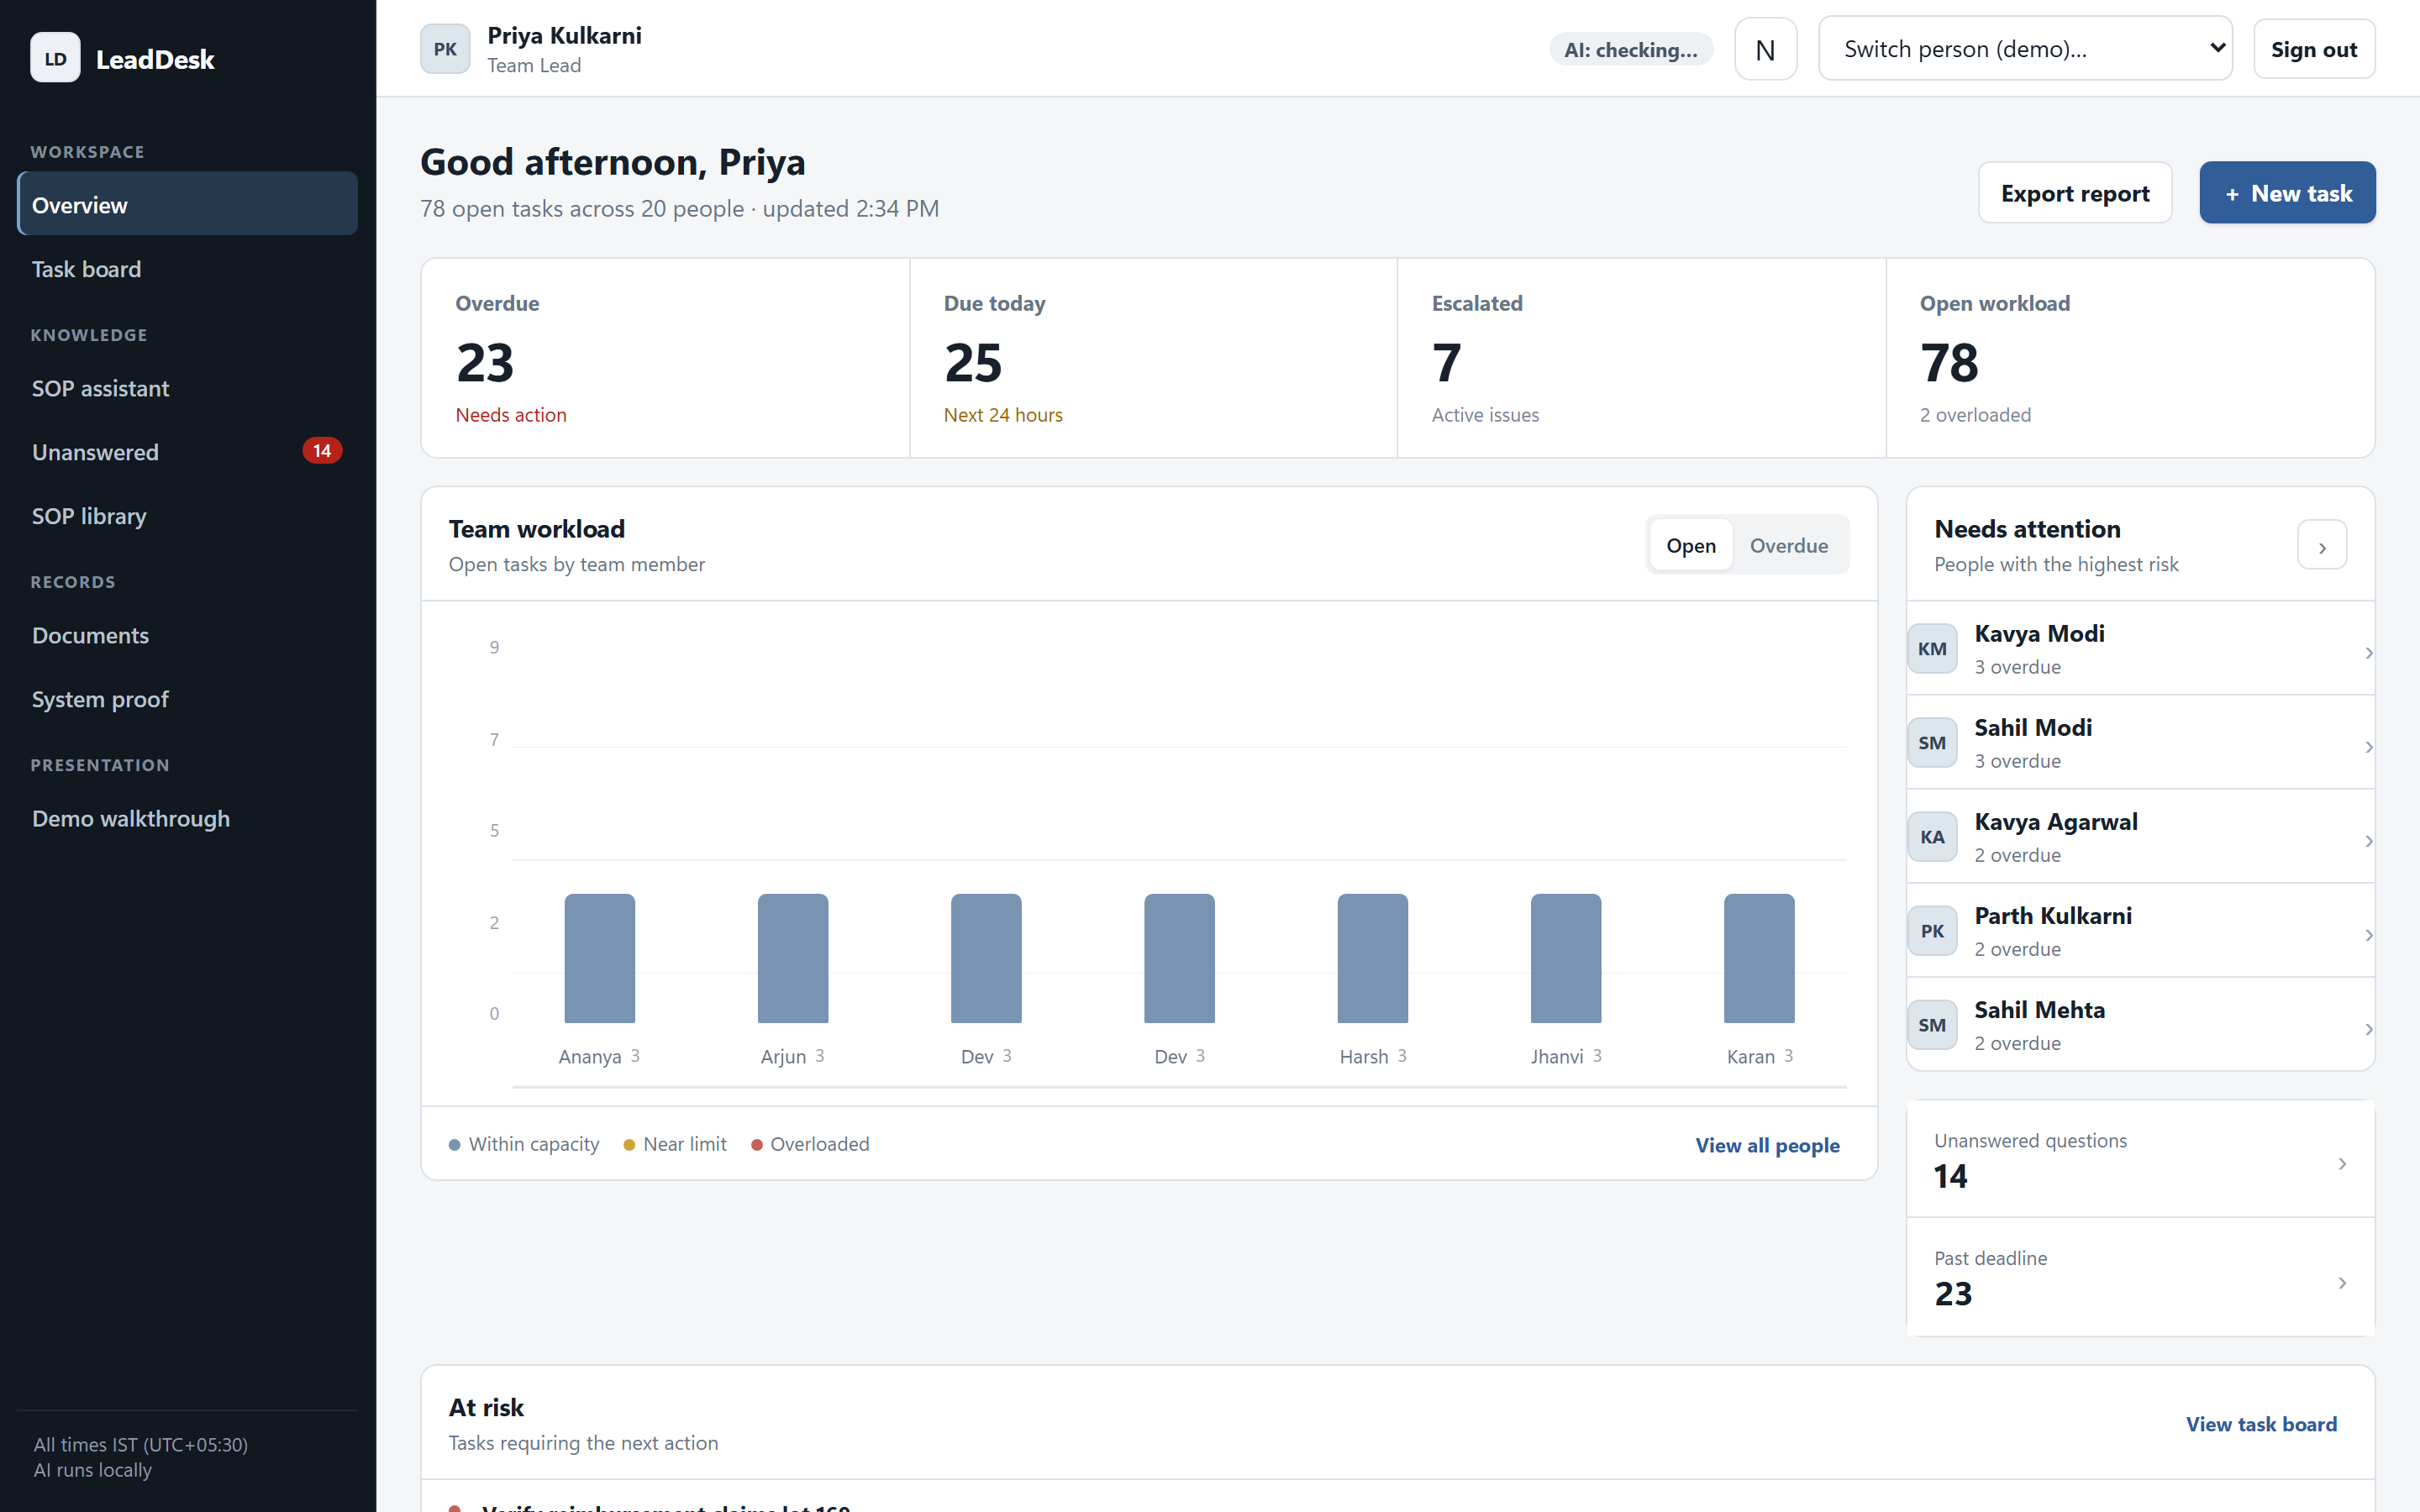 LD LeadDesk
WORKSPACE
Overview
Task board
KNOWLEDGE
SOP assistant
Unanswered 14
SOP library
RECORDS
Documents
System proof
PRESENTATION
Demo walkthrough
All times IST (UTC+05:30)
AI runs locally
PK Priya Kulkarni
Team Lead
AI: checking...
N
Switch person (demo)...
Sign out
Good afternoon, Priya
78 open tasks across 20 people · updated 2:34 PM
Export report
+ New task
Overdue
23
Needs action
Due today
25
Next 24 hours
Escalated
7
Active issues
Open workload
78
2 overloaded
Team workload
Open tasks by team member
Open Overdue
9
7
5
2
0
Ananya 3 Arjun 3 Dev 3 Dev 3 Harsh 3 Jhanvi 3 Karan 3
Within capacity Near limit Overloaded
View all people
Needs attention
People with the highest risk
KM Kavya Modi
3 overdue
SM Sahil Modi
3 overdue
KA Kavya Agarwal
2 overdue
PK Parth Kulkarni
2 overdue
SM Sahil Mehta
2 overdue
Unanswered questions
14
Past deadline
23
At risk
Tasks requiring the next action
View task board
Verify reimbursement claims lot 160